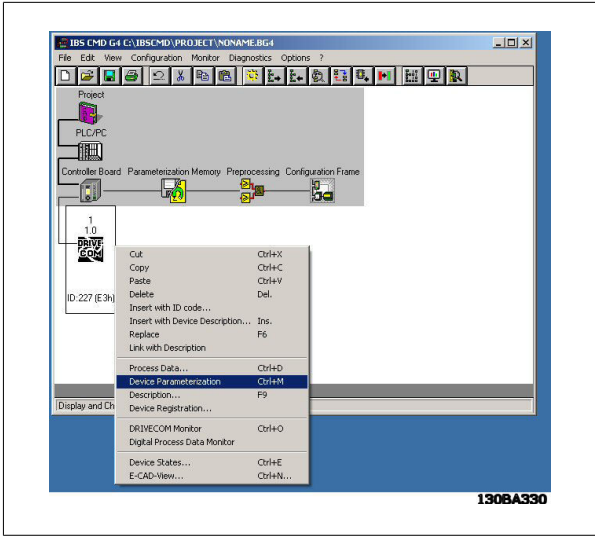 IBS CMD G4 C:\IBSCMD\PROJECT\NONAME.BG4
File Edit View Configuration Monitor Diagnostics Options ?
Project
PLC/PC
Controller Board Parameterization Memory Preprocessing Configuration Frame
1
1.0
DRIVE
COM
ID:227 (E3h)
Cut Ctrl+X
Copy Ctrl+C
Paste Ctrl+V
Delete Del.
Insert with ID code...
Insert with Device Description... Ins.
Replace F6
Link with Description
Process Data... Ctrl+D
Device Parameterization Ctrl+M
Description... F9
Device Registration...
DRIVECOM Monitor Ctrl+O
Digital Process Data Monitor
Device States... Ctrl+E
E-CAD-View... Ctrl+N...
Display and Ch
130BA330